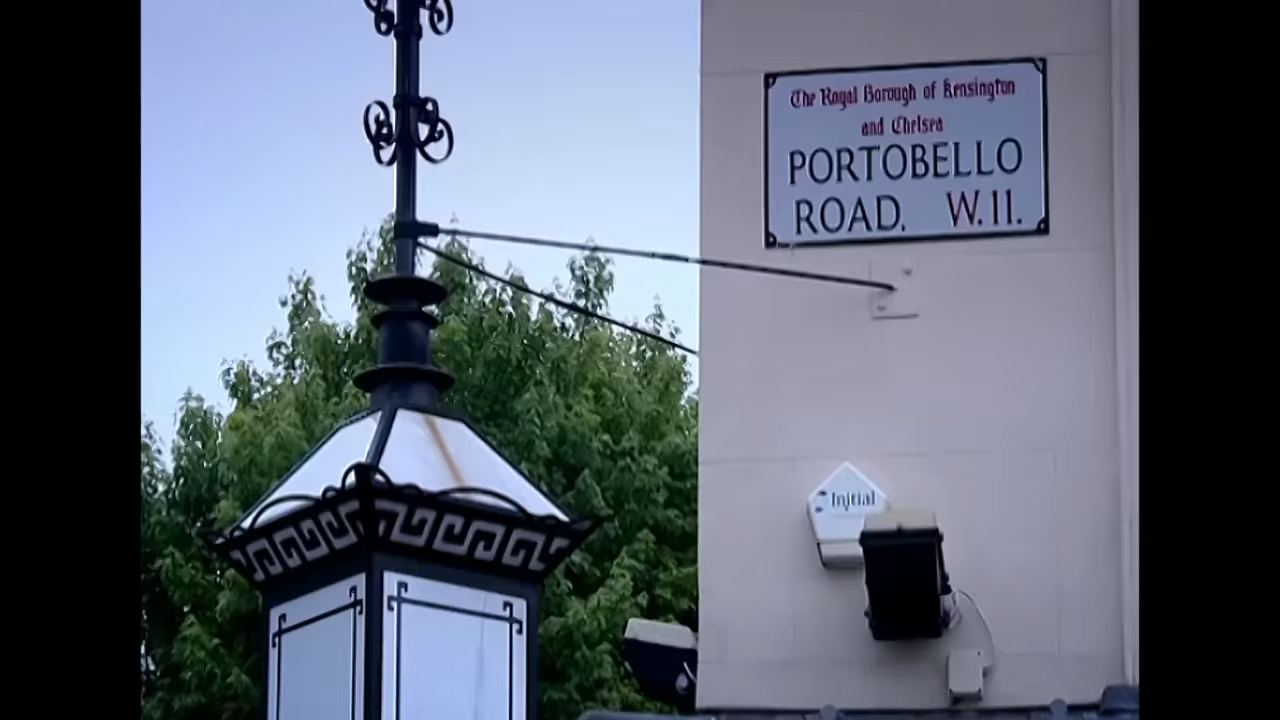 The Royal Borough of Kensington
and Chelsea
PORTOBELLO
ROAD. W.11.
Initial